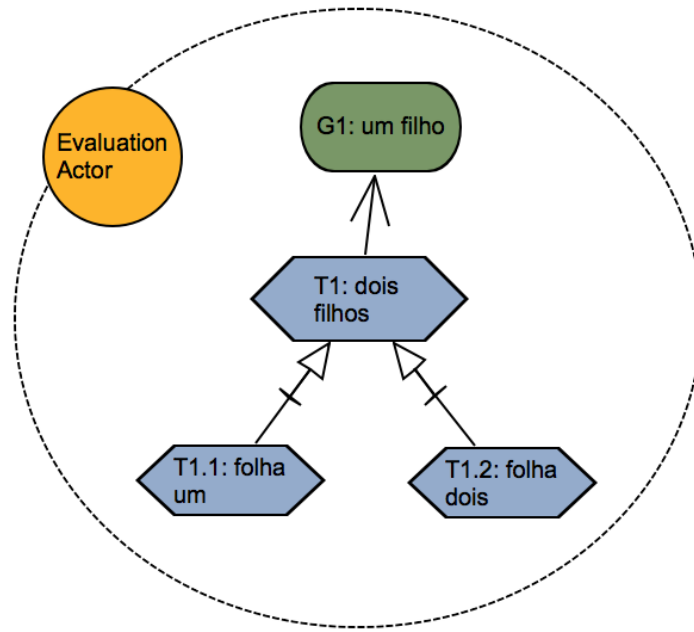 G1: um filho
Evaluation
Actor
T1: dois
filhos
T1.1: folha
um
T1.2: folha
dois